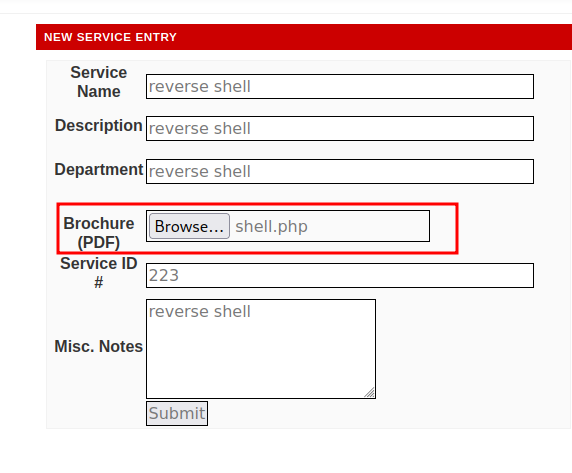 NEW SERVICE ENTRY
Service
Name
reverse shell
Description
reverse shell
Department
reverse shell
Brochure
(PDF)
Browse...
shell.php
Service ID
#
223
Misc. Notes
reverse shell
Submit